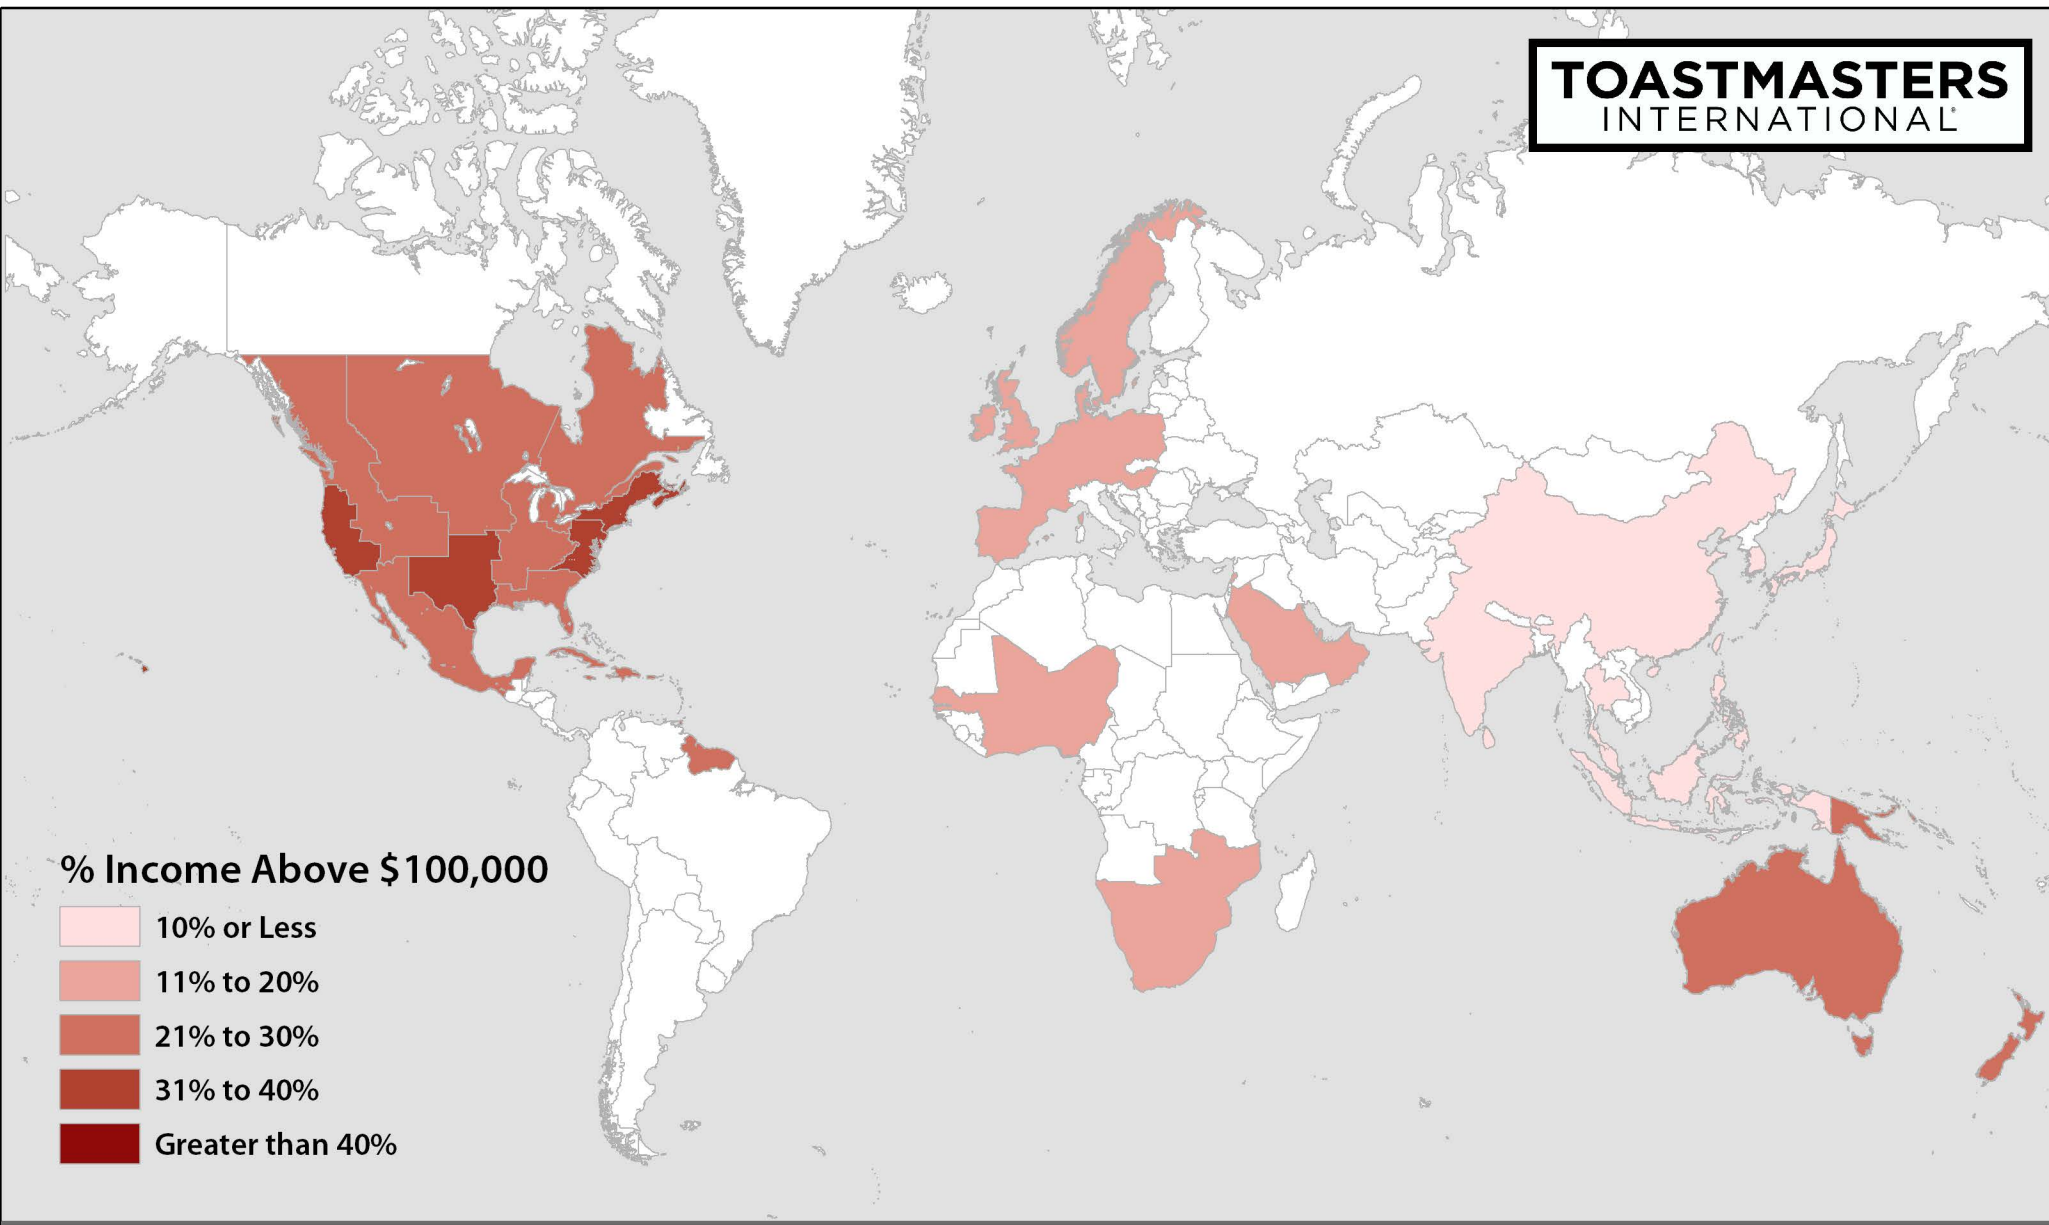 TOASTMASTERS
INTERNATIONAL®
% Income Above $100,000
10% or Less
11% to 20%
21% to 30%
31% to 40%
Greater than 40%